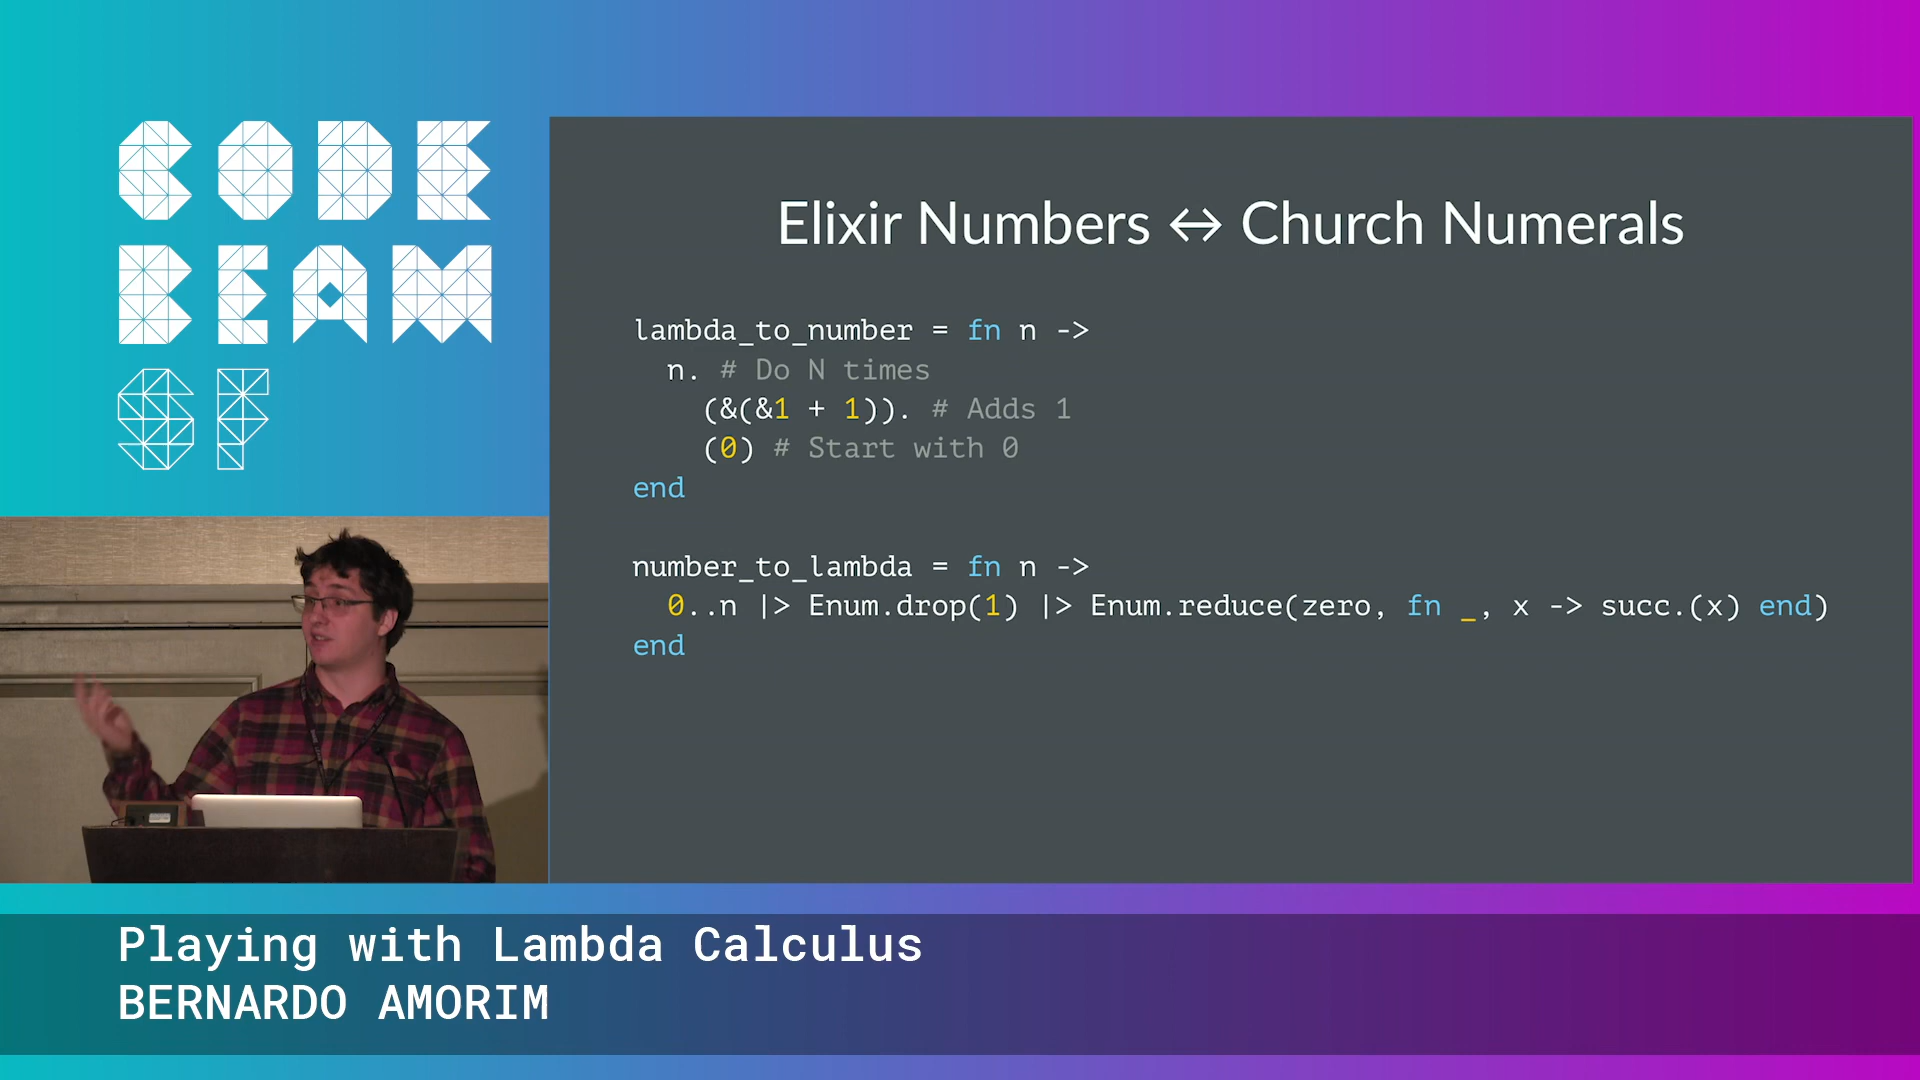 CODE
BEAM
SF
Elixir Numbers ↔ Church Numerals
lambda_to_number = fn n ->
n. # Do N times
(&(&1 + 1)). # Adds 1
(0) # Start with 0
end
number_to_lambda = fn n ->
0..n |> Enum.drop(1) |> Enum.reduce(zero, fn _, x -> succ.(x) end)
end
Playing with Lambda Calculus
BERNARDO AMORIM